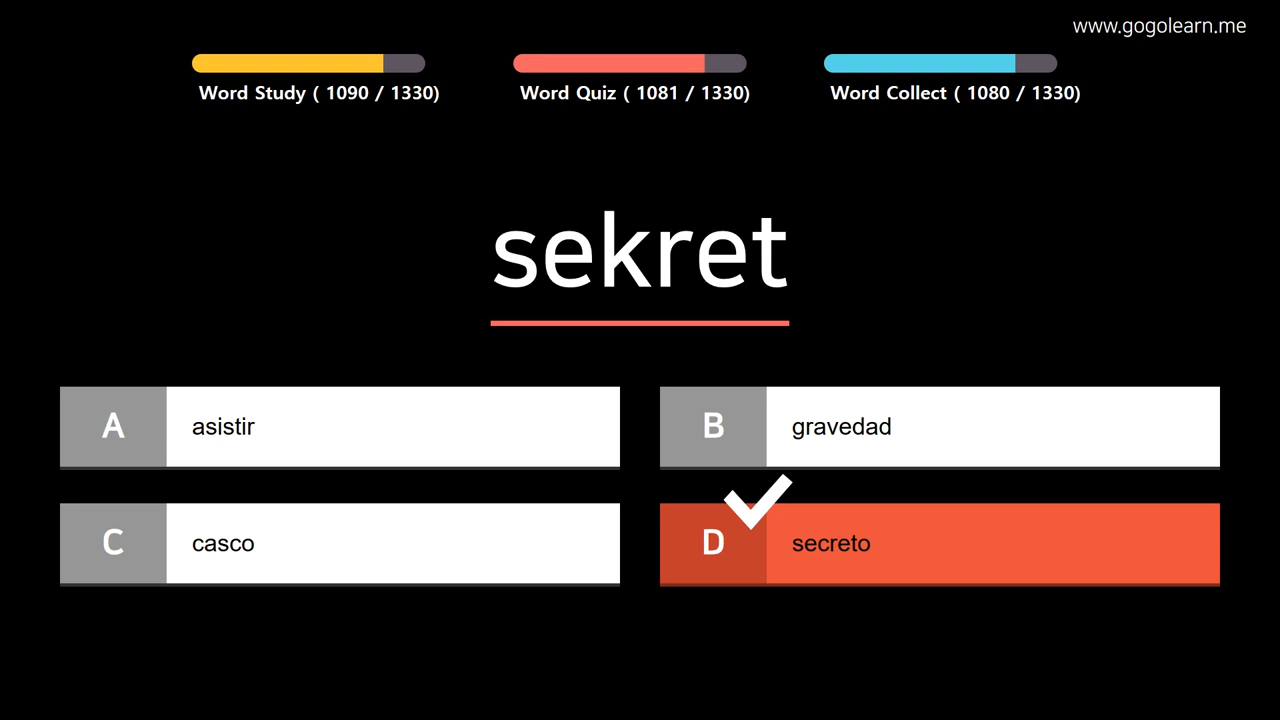 www.gogolearn.me
Word Study ( 1090 / 1330)
Word Quiz ( 1081 / 1330)
Word Collect ( 1080 / 1330)
sekret
A asistir
B gravedad
C casco
D secreto